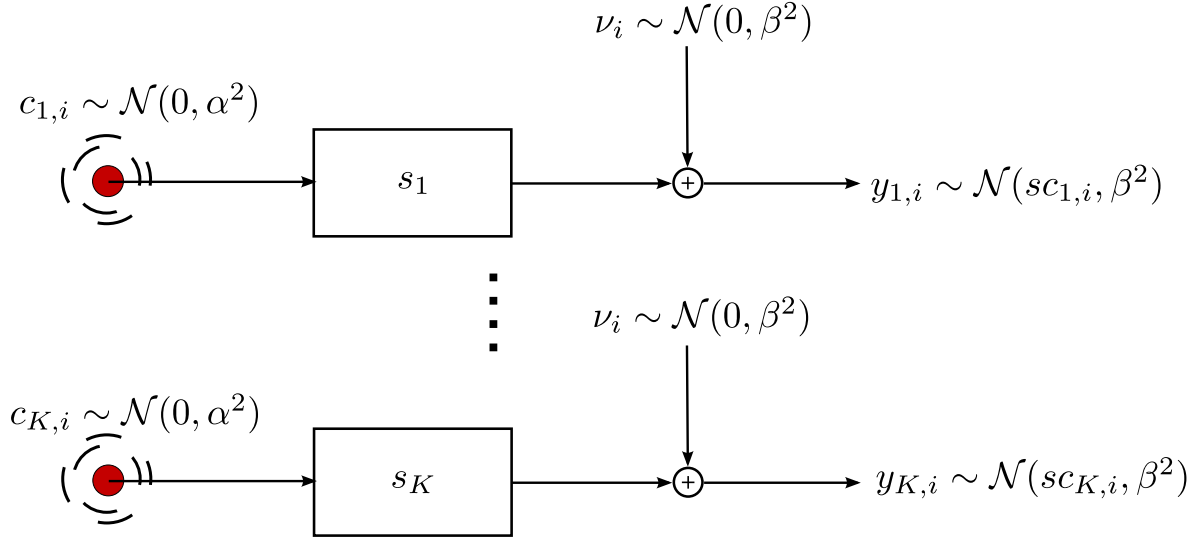 ν_i ∼ 𝒩(0, β²)
c_{1,i} ∼ 𝒩(0, α²)
s_1
+
y_{1,i} ∼ 𝒩(sc_{1,i}, β²)
ν_i ∼ 𝒩(0, β²)
c_{K,i} ∼ 𝒩(0, α²)
s_K
+
y_{K,i} ∼ 𝒩(sc_{K,i}, β²)